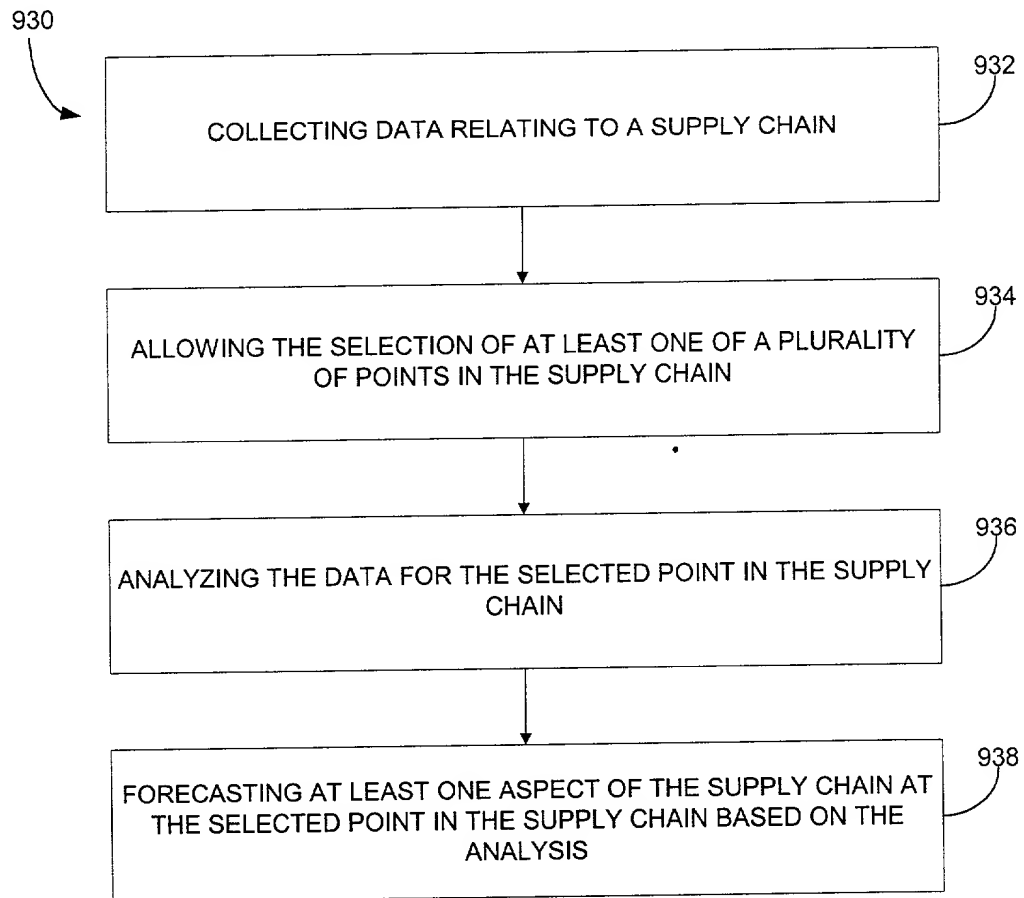 930
932
COLLECTING DATA RELATING TO A SUPPLY CHAIN
934
ALLOWING THE SELECTION OF AT LEAST ONE OF A PLURALITY
OF POINTS IN THE SUPPLY CHAIN
936
ANALYZING THE DATA FOR THE SELECTED POINT IN THE SUPPLY
CHAIN
938
FORECASTING AT LEAST ONE ASPECT OF THE SUPPLY CHAIN AT
THE SELECTED POINT IN THE SUPPLY CHAIN BASED ON THE
ANALYSIS